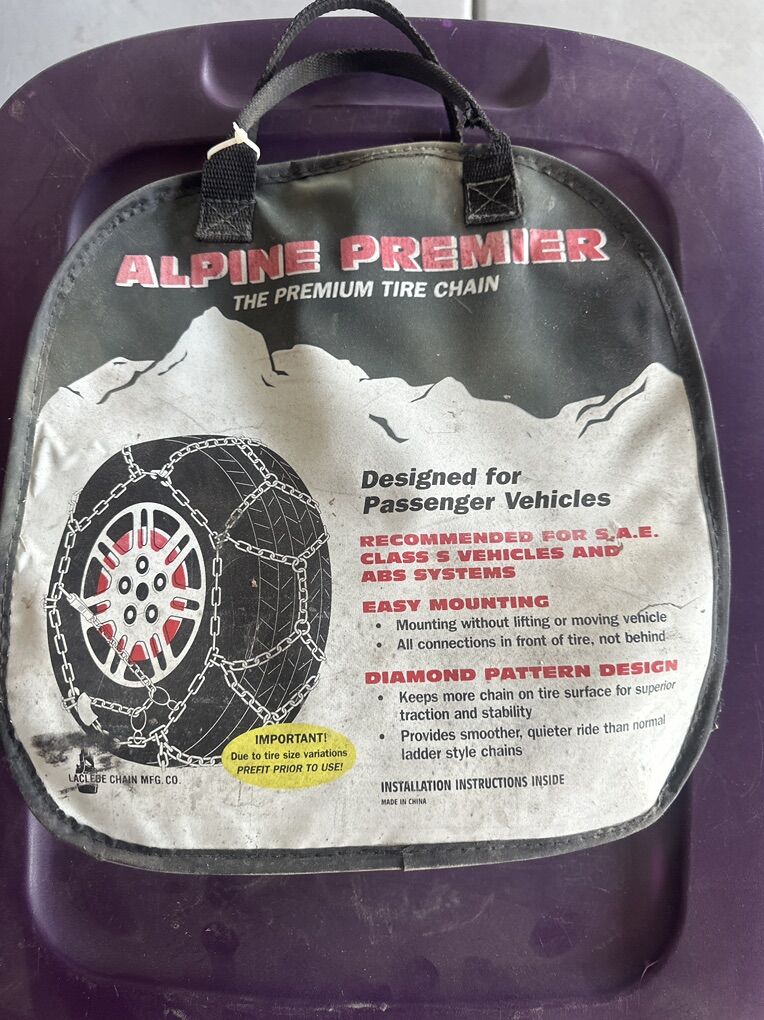 ALPINE PREMIER
THE PREMIUM TIRE CHAIN
Designed for
Passenger Vehicles
RECOMMENDED FOR S.A.E.
CLASS S VEHICLES AND
ABS SYSTEMS
EASY MOUNTING
• Mounting without lifting or moving vehicle
• All connections in front of tire, not behind
DIAMOND PATTERN DESIGN
• Keeps more chain on tire surface for superior
traction and stability
• Provides smoother, quieter ride than normal
ladder style chains
IMPORTANT!
Due to tire size variations
PREFIT PRIOR TO USE!
LACLEDE CHAIN MFG. CO.
INSTALLATION INSTRUCTIONS INSIDE
MADE IN CHINA